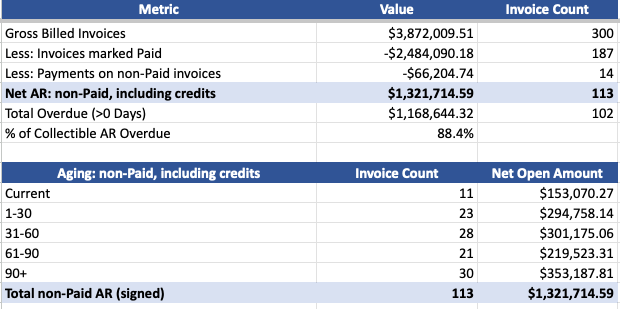 Metric Value Invoice Count
Gross Billed Invoices $3,872,009.51 300
Less: Invoices marked Paid -$2,484,090.18 187
Less: Payments on non-Paid invoices -$66,204.74 14
Net AR: non-Paid, including credits $1,321,714.59 113
Total Overdue (>0 Days) $1,168,644.32 102
% of Collectible AR Overdue 88.4%
Aging: non-Paid, including credits Invoice Count Net Open Amount
Current 11 $153,070.27
1-30 23 $294,758.14
31-60 28 $301,175.06
61-90 21 $219,523.31
90+ 30 $353,187.81
Total non-Paid AR (signed) 113 $1,321,714.59